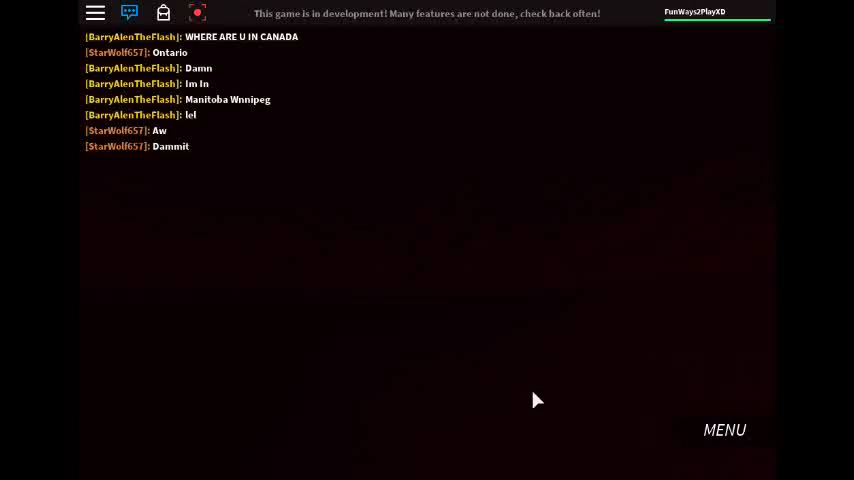 This game is in development! Many features are not done, check back often!
FunWays2PlayXD
[BarryAlenTheFlash]: WHERE ARE U IN CANADA
[StarWolf657]: Ontario
[BarryAlenTheFlash]: Damn
[BarryAlenTheFlash]: Im In
[BarryAlenTheFlash]: Manitoba Wnnipeg
[BarryAlenTheFlash]: lel
[StarWolf657]: Aw
[StarWolf657]: Dammit
MENU